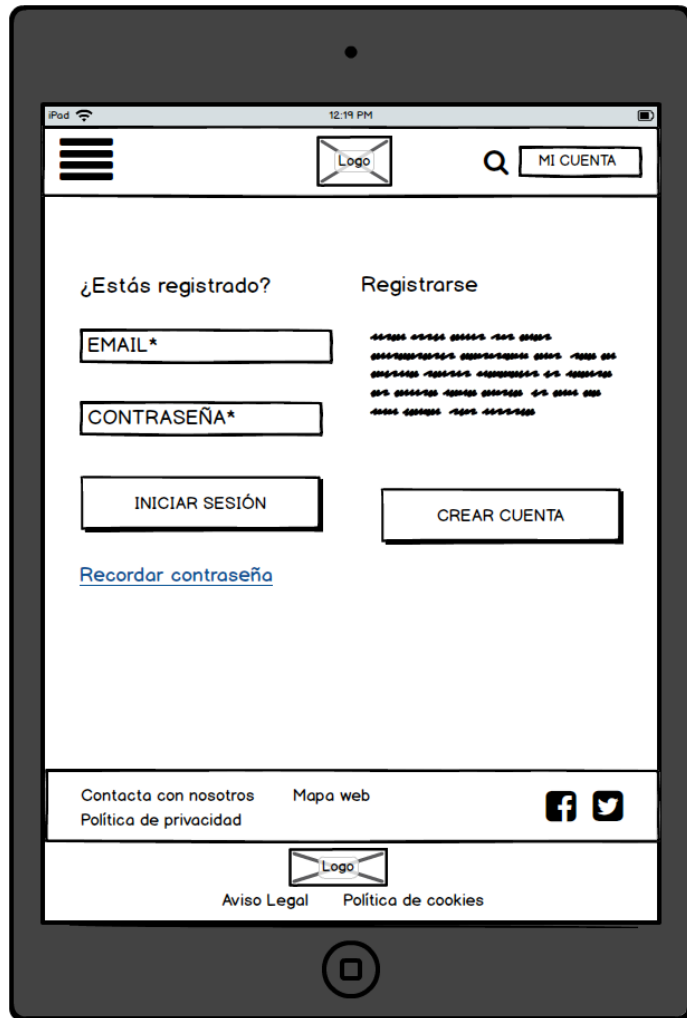 iPad 12:19 PM
Logo MI CUENTA
¿Estás registrado?
EMAIL*
CONTRASEÑA*
INICIAR SESIÓN
Recordar contraseña
Registrarse
CREAR CUENTA
Contacta con nosotros Mapa web
Política de privacidad
Logo
Aviso Legal Política de cookies